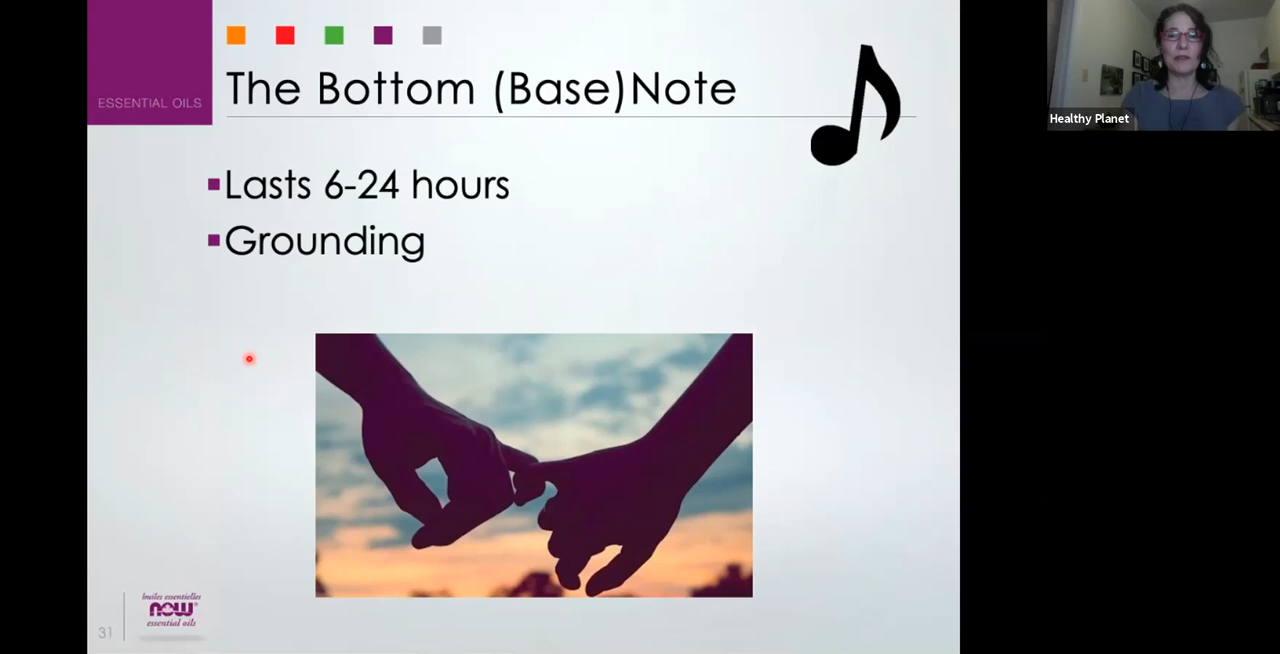 ESSENTIAL OILS
The Bottom (Base)Note
Lasts 6-24 hours
Grounding
31
huiles essentielles
now®
essential oils
Healthy Planet